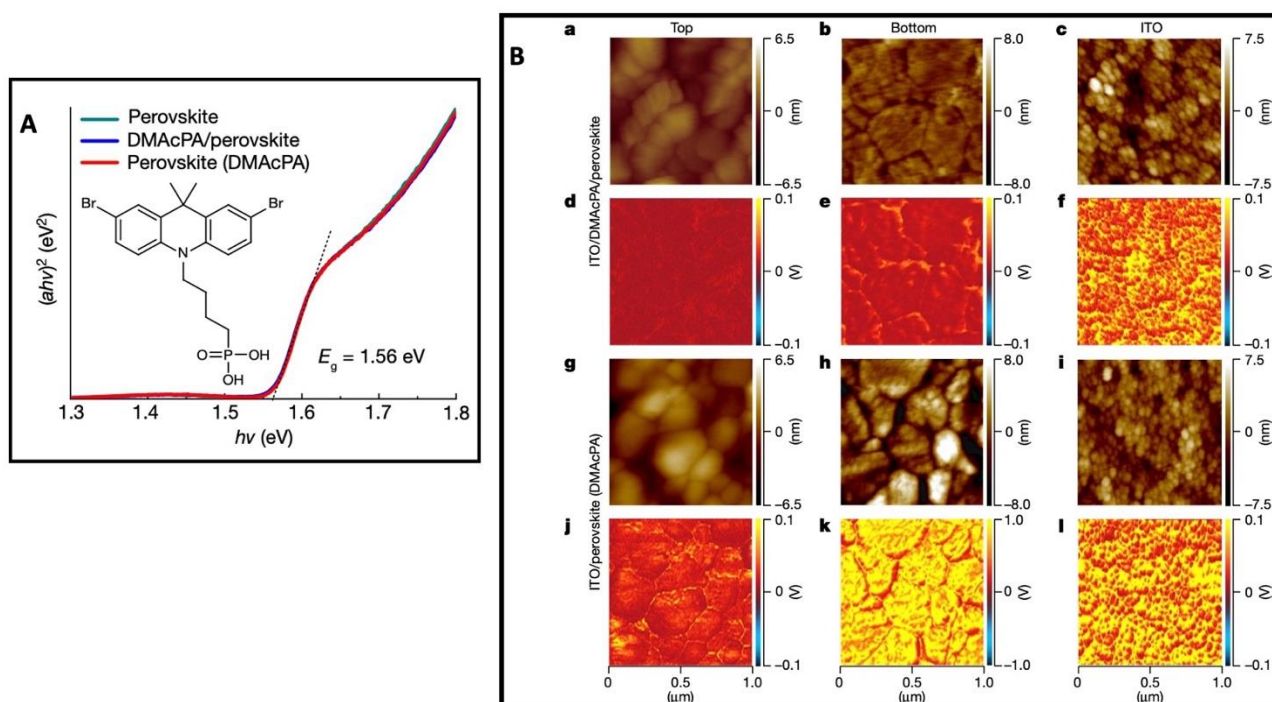 A
Perovskite
DMAcPA/perovskite
Perovskite (DMAcPA)
Br
Br
N
O=P-OH
OH
E_g = 1.56 eV
(ahv)² (eV²)
1.3 1.4 1.5 1.6 1.7 1.8
hv (eV)
B
a Top b Bottom c ITO
6.5 8.0 7.5
0 0 0
(nm) (nm) (nm)
−6.5 −8.0 −7.5
ITO/DMAcPA/perovskite
d e f
0.1 0.1 0.1
0 0 0
(V) (V) (V)
−0.1 −0.1 −0.1
g h i
6.5 8.0 7.5
0 0 0
(nm) (nm) (nm)
−6.5 −8.0 −7.5
ITO/perovskite (DMAcPA)
j k l
0.1 1.0 0.1
0 0 0
(V) (V) (V)
−0.1 −1.0 −0.1
0 0.5 1.0 0 0.5 1.0 0 0.5 1.0
(μm) (μm) (μm)